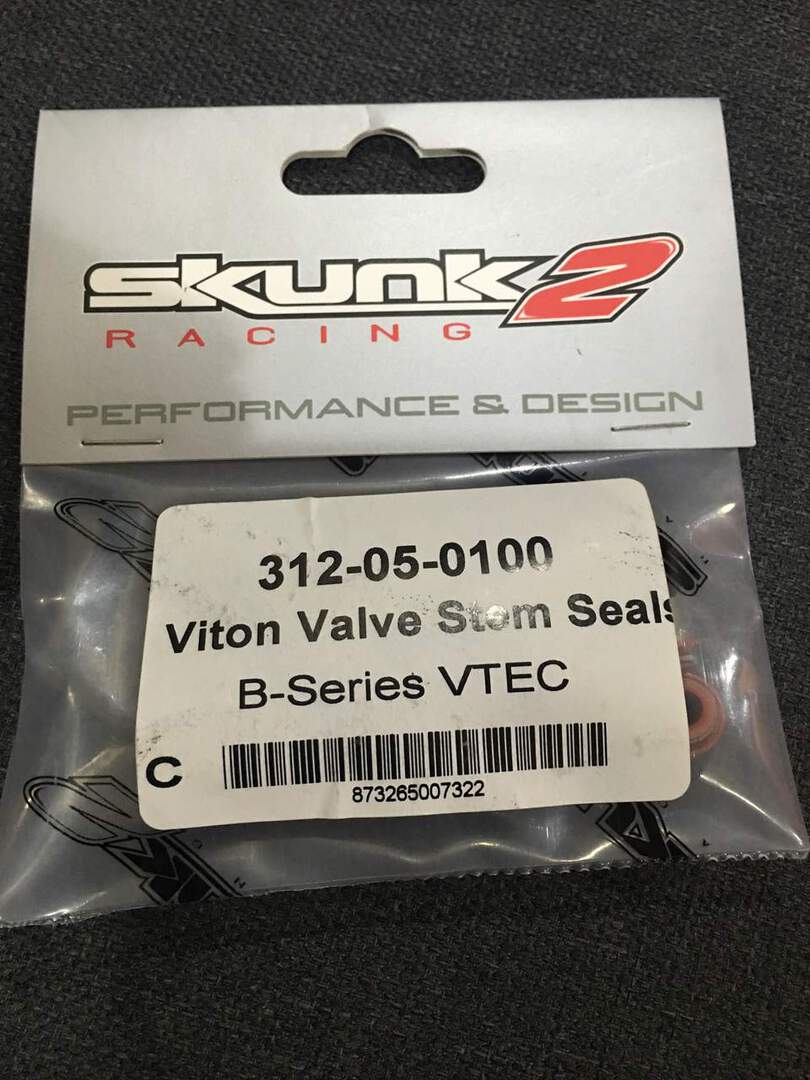 skunk2
RACING
PERFORMANCE & DESIGN
312-05-0100
Viton Valve Stem Seals
B-Series VTEC
C
873265007322